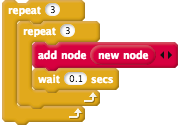 repeat 3
repeat 3
add node new node
wait 0.1 secs